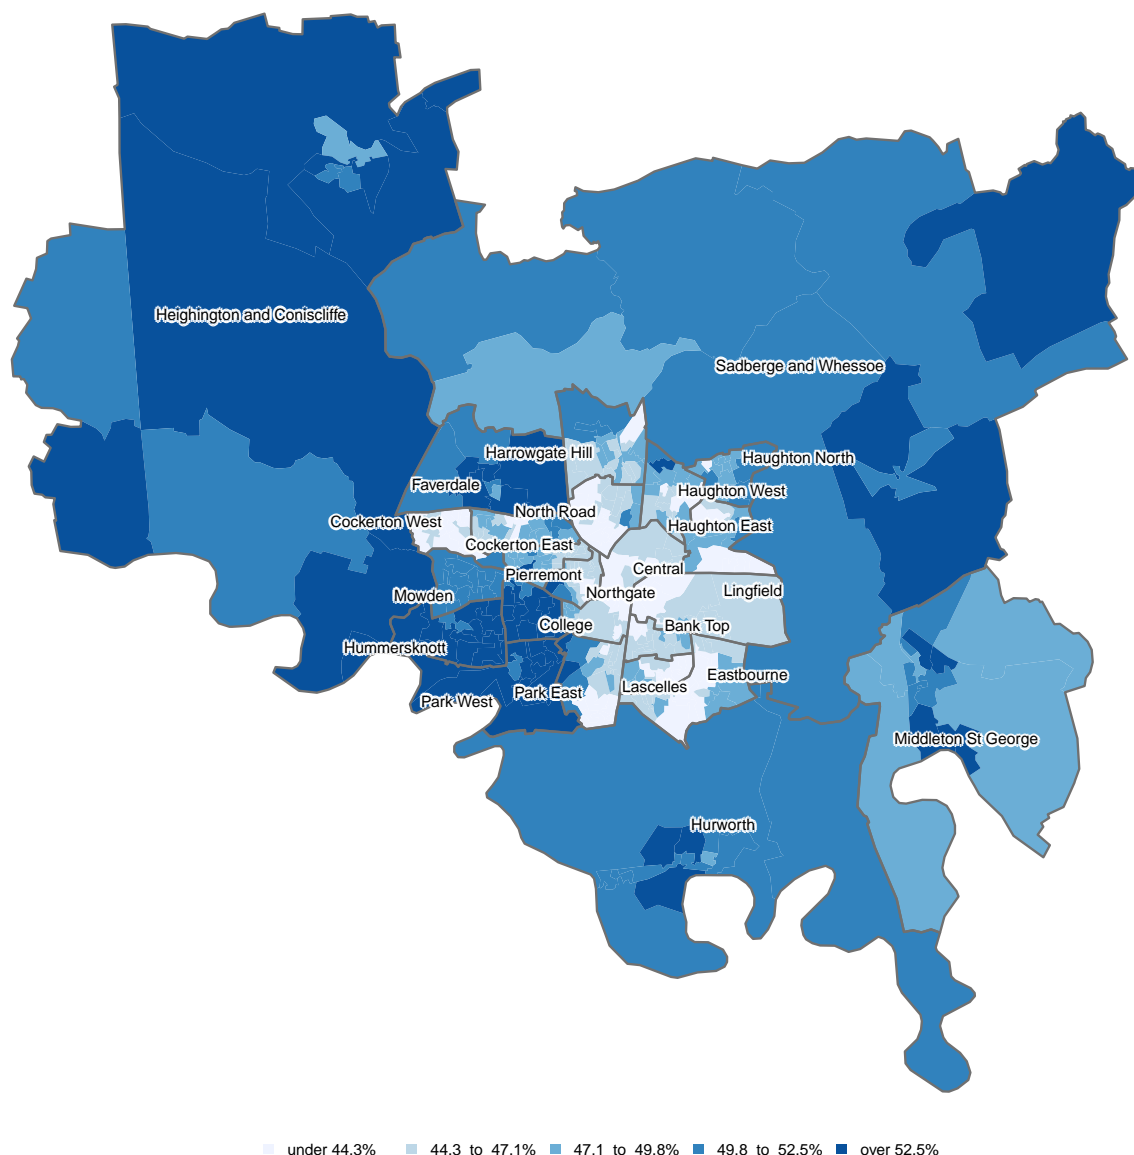 Heighington and Coniscliffe
Sadberge and Whessoe
Harrowgate Hill
Haughton North
Faverdale
Haughton West
North Road
Cockerton West
Haughton East
Cockerton East
Central
Pierremont
Northgate
Lingfield
Mowden
College
Bank Top
Hummersknott
Eastbourne
Lascelles
Park East
Park West
Middleton St George
Hurworth
under 44.3% 44.3 to 47.1% 47.1 to 49.8% 49.8 to 52.5% over 52.5%